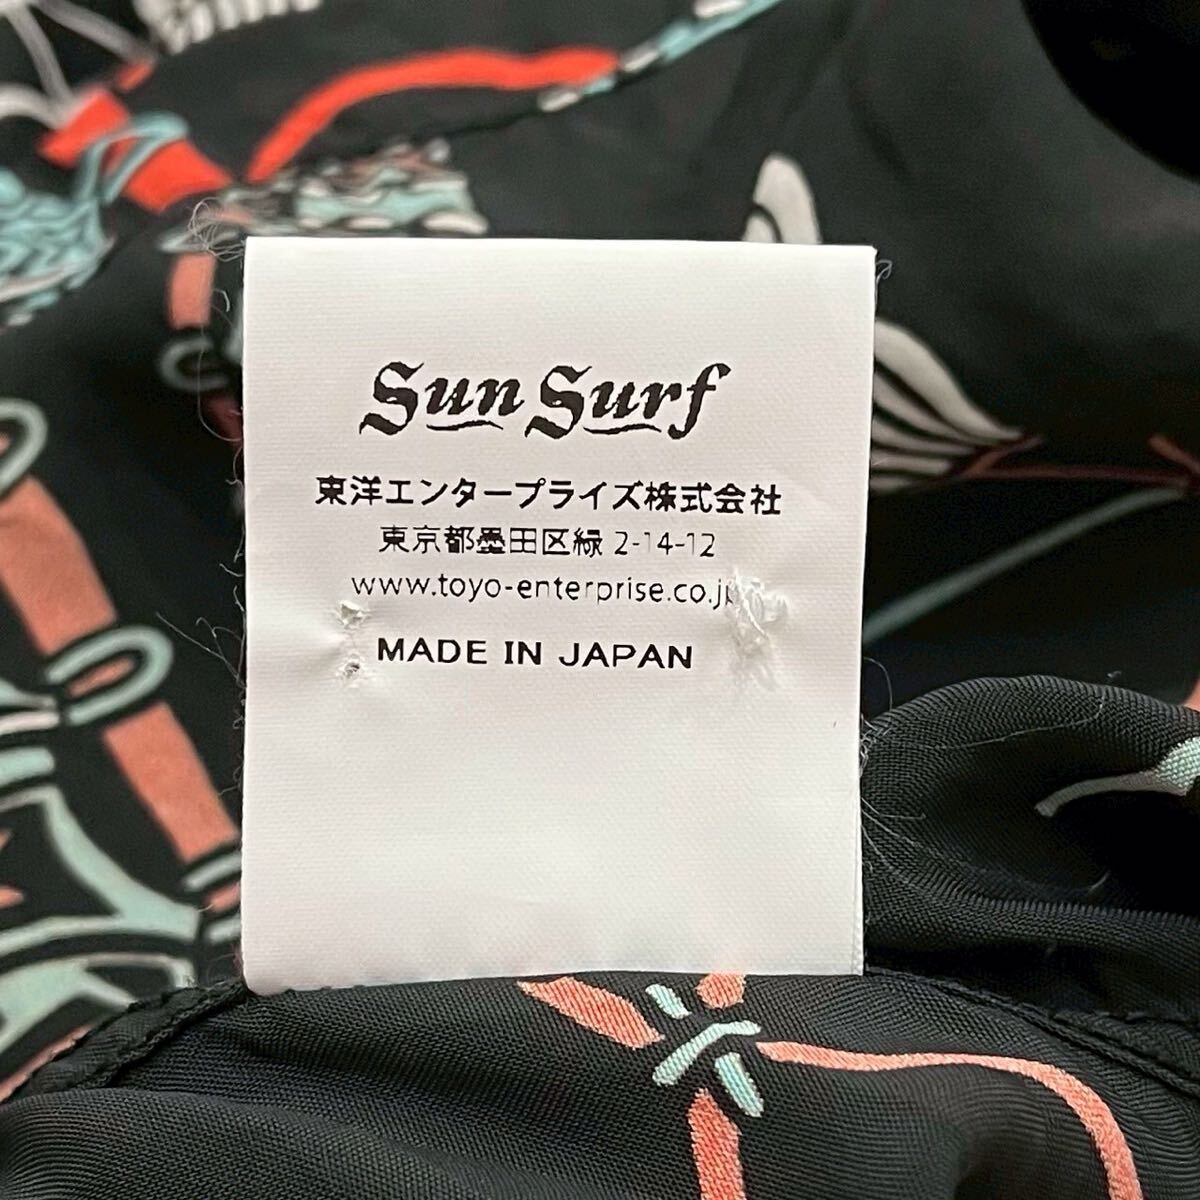 Sun Surf
東洋エンタープライズ株式会社
東京都墨田区緑 2-14-12
www.toyo-enterprise.co.jp
MADE IN JAPAN